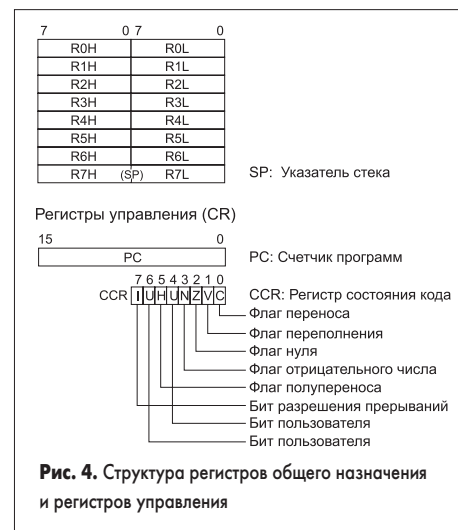 7 0 7 0
R0H R0L
R1H R1L
R2H R2L
R3H R3L
R4H R4L
R5H R5L
R6H R6L
R7H (SP) R7L SP: Указатель стека
Регистры управления (CR)
15 0
PC PC: Счетчик программ
7 6 5 4 3 2 1 0
CCR I U H U N Z V C CCR: Регистр состояния кода
Флаг переноса
Флаг переполнения
Флаг нуля
Флаг отрицательного числа
Флаг полупереноса
Бит разрешения прерываний
Бит пользователя
Бит пользователя
Рис. 4. Структура регистров общего назначения
и регистров управления